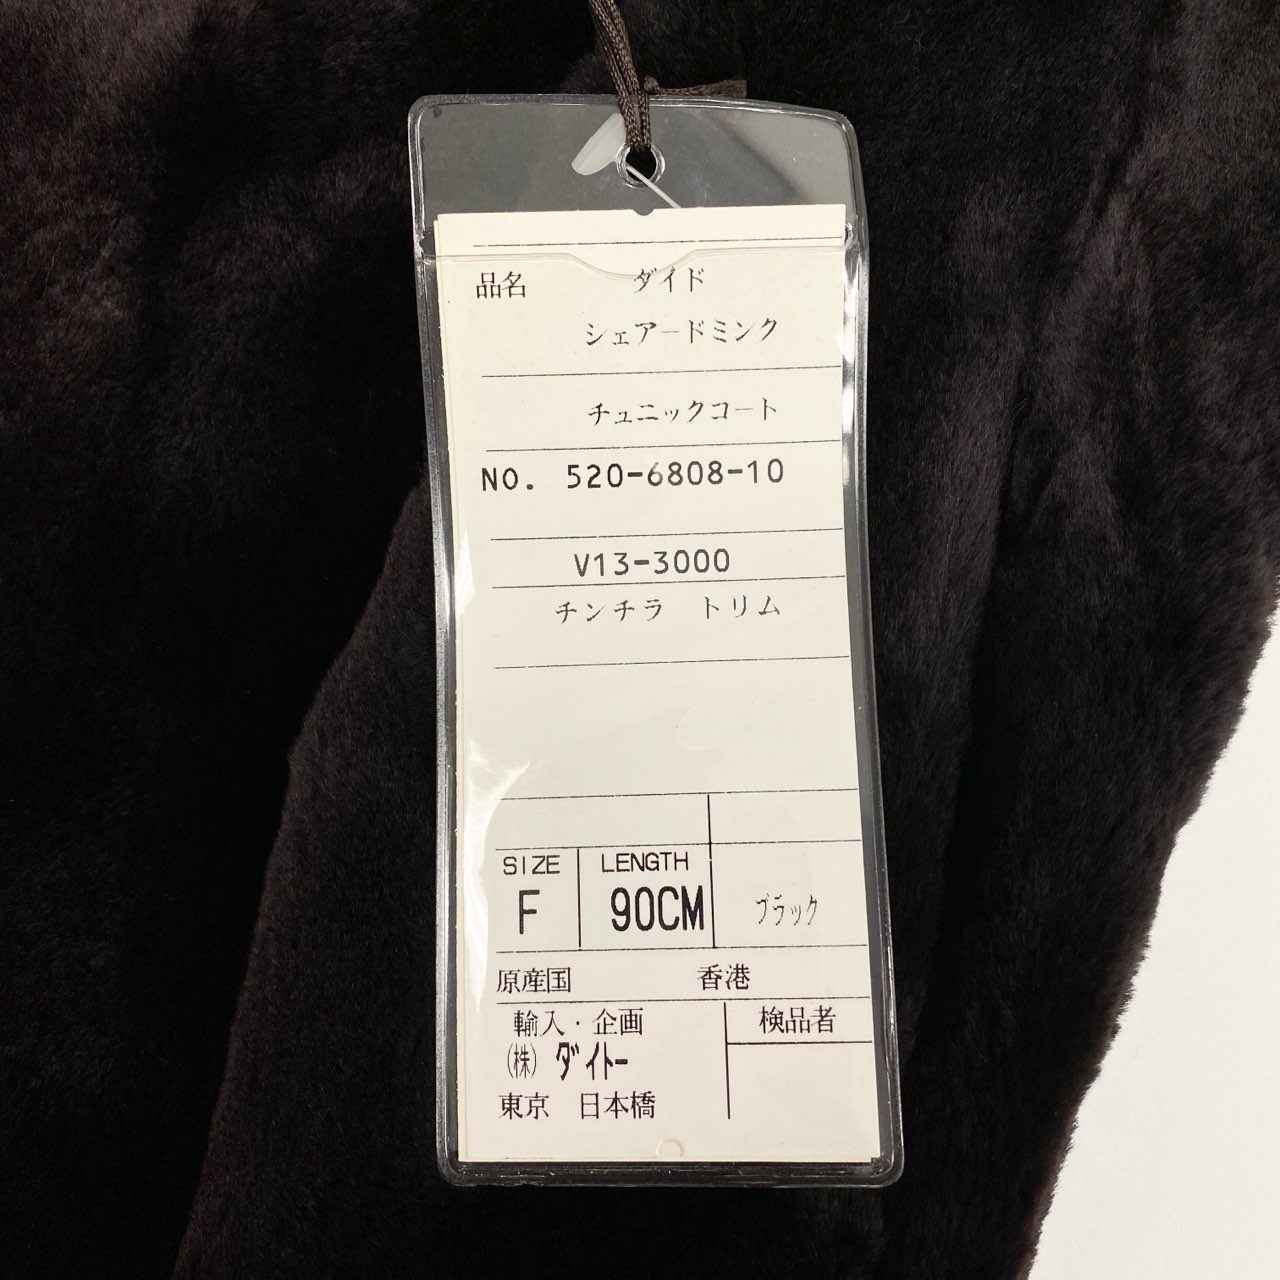 品名 ダイド
シェアードミンク
チュニックコート
NO. 520-6808-10
V13-3000
チンチラ トリム
SIZE LENGTH
F 90CM ブラック
原産国 香港
輸入・企画 検品者
(株) ダイトー
東京 日本橋